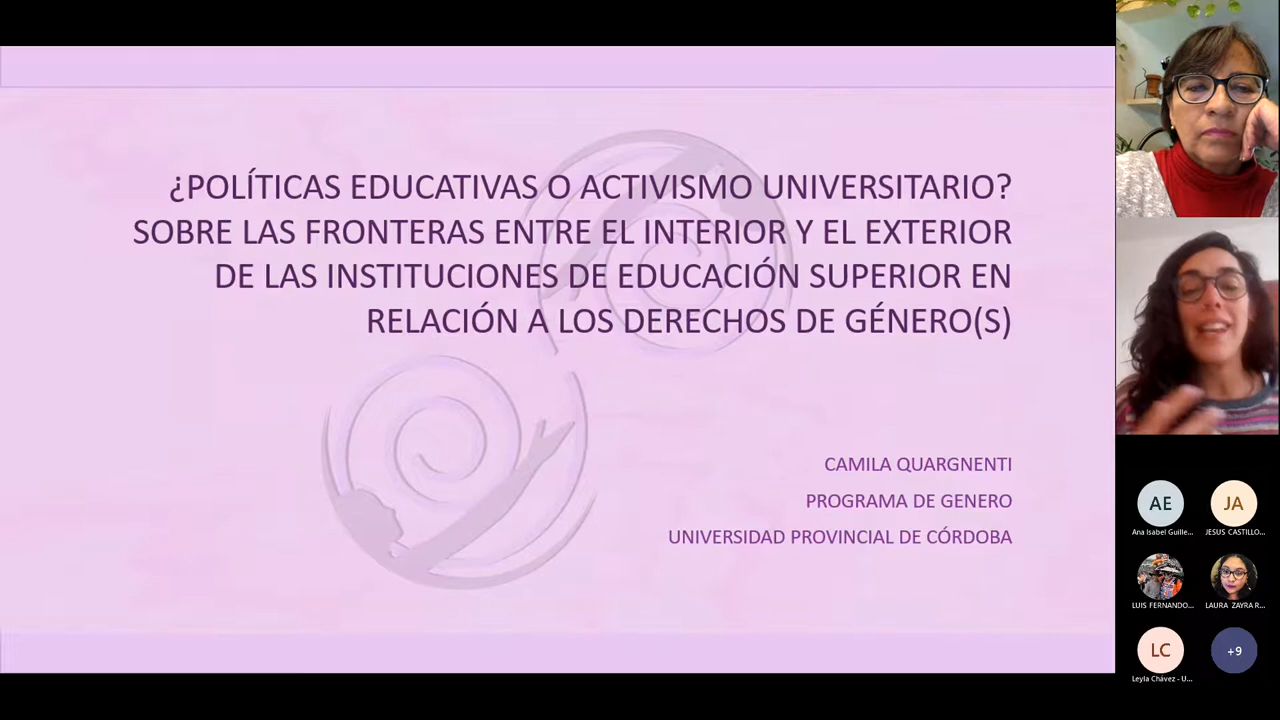 ¿POLÍTICAS EDUCATIVAS O ACTIVISMO UNIVERSITARIO?
SOBRE LAS FRONTERAS ENTRE EL INTERIOR Y EL EXTERIOR
DE LAS INSTITUCIONES DE EDUCACIÓN SUPERIOR EN
RELACIÓN A LOS DERECHOS DE GÉNERO(S)
CAMILA QUARGNENTI
PROGRAMA DE GENERO
UNIVERSIDAD PROVINCIAL DE CÓRDOBA
AE
Ana Isabel Guille...
JA
JESUS CASTILLO...
LUIS FERNANDO...
LAURA ZAYRA R...
LC
Leyla Chávez - U...
+9